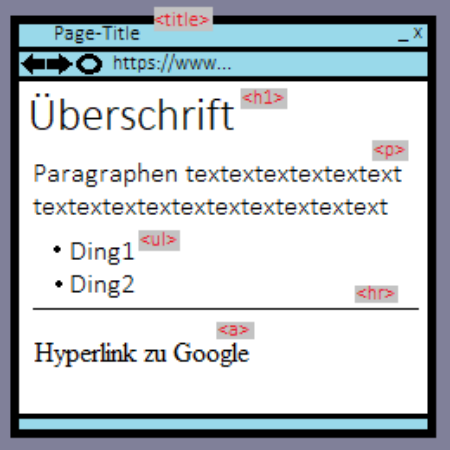 Page-Title <title> _ x
https://www...
Überschrift <h1>
<p>
Paragraphen textextextextextext
textextextextextextextextextext
• Ding1 <ul>
• Ding2
<hr>
<a>
Hyperlink zu Google